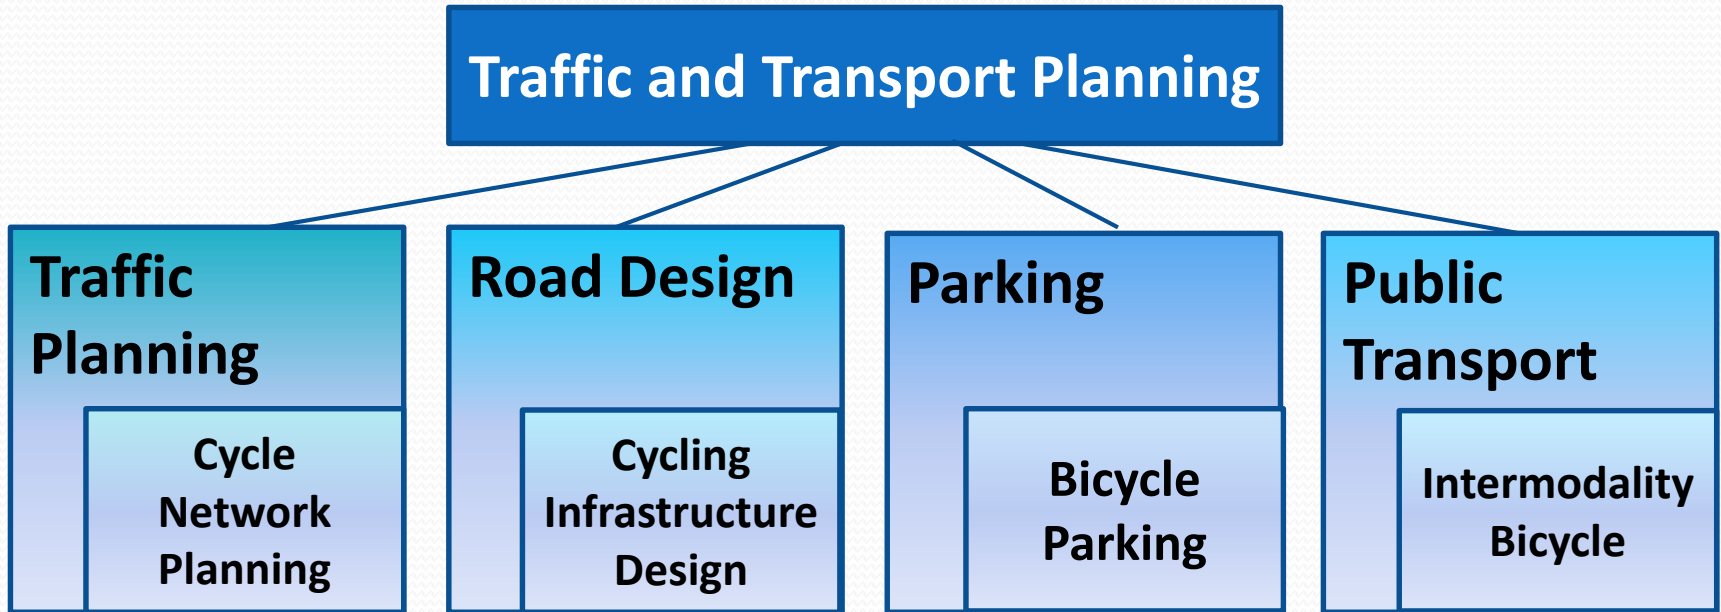 Traffic and Transport Planning
Traffic
Planning
Cycle
Network
Planning
Road Design
Cycling
Infrastructure
Design
Parking
Bicycle
Parking
Public
Transport
Intermodality
Bicycle